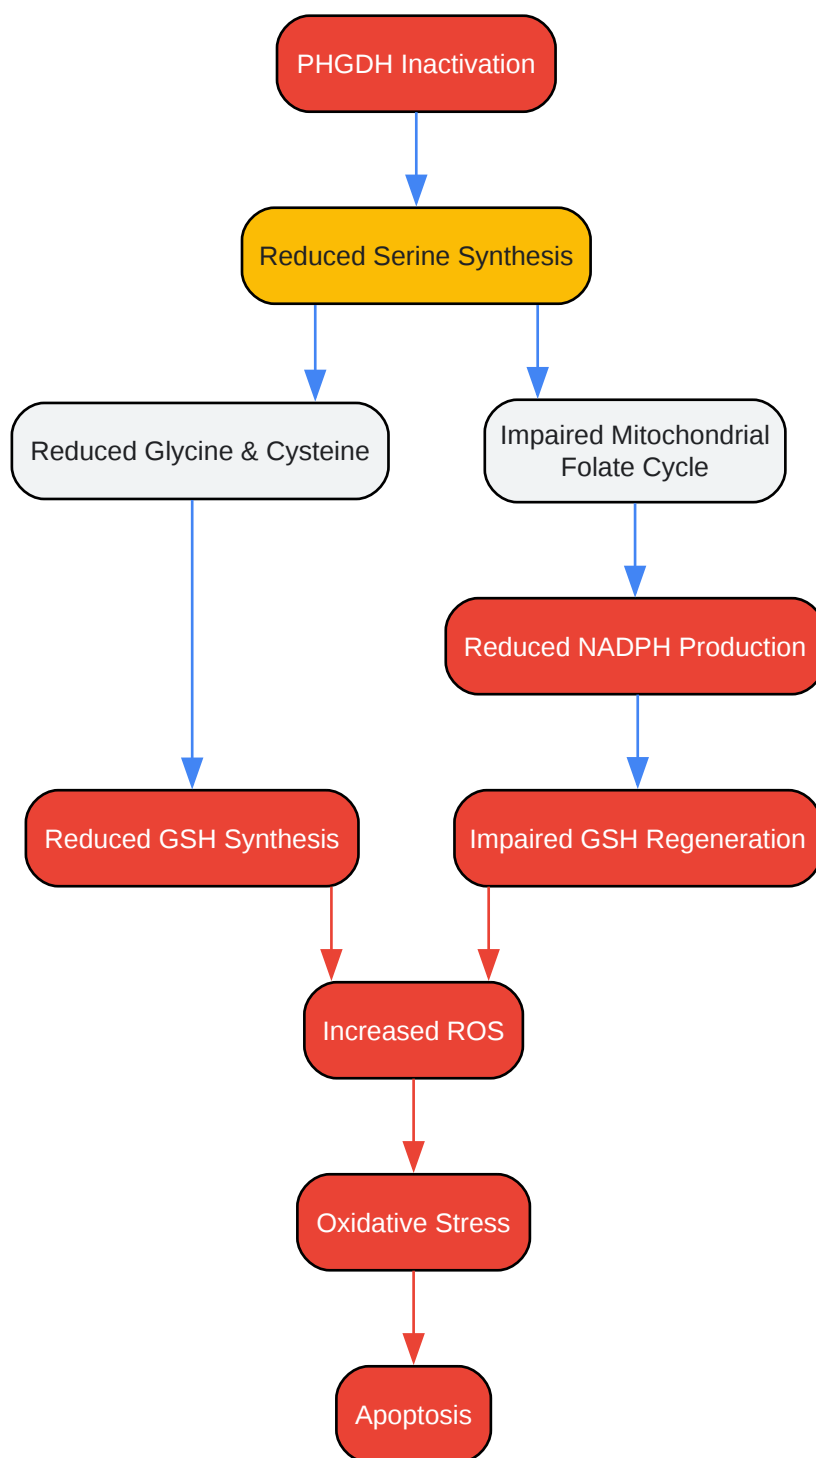 PHGDH Inactivation
Reduced Serine Synthesis
Reduced Glycine & Cysteine
Impaired Mitochondrial
Folate Cycle
Reduced NADPH Production
Reduced GSH Synthesis
Impaired GSH Regeneration
Increased ROS
Oxidative Stress
Apoptosis